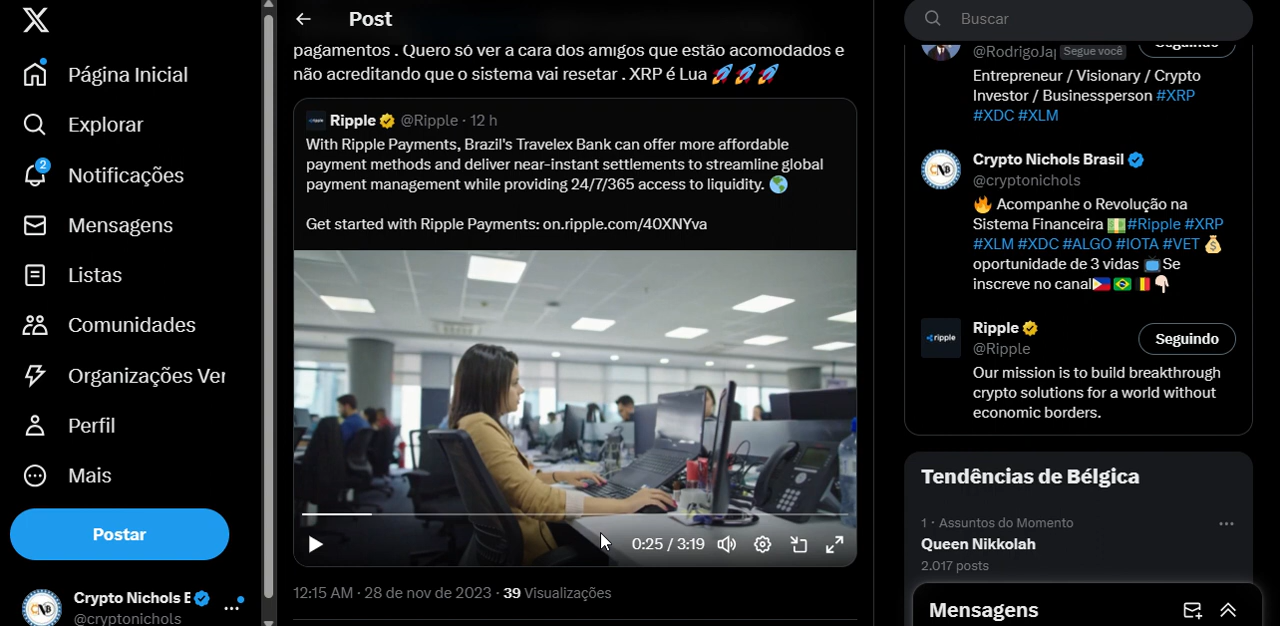 Página Inicial
Explorar
2
Notificações
Mensagens
Listas
Comunidades
Organizações Ver
Perfil
Mais
Postar
Crypto Nichols E
@cryptonichols
Post
pagamentos . Quero só ver a cara dos amigos que estão acomodados e
não acreditando que o sistema vai resetar . XRP é Lua 🚀🚀🚀
ripple
Ripple @Ripple · 12 h
With Ripple Payments, Brazil's Travelex Bank can offer more affordable
payment methods and deliver near-instant settlements to streamline global
payment management while providing 24/7/365 access to liquidity. 🌎
Get started with Ripple Payments: on.ripple.com/40XNYva
0:25 / 3:19
12:15 AM · 28 de nov de 2023 · 39 Visualizações
Buscar
@RodrigoJaj Segue você
Seguindo
Entrepreneur / Visionary / Crypto
Investor / Businessperson #XRP
#XDC #XLM
Crypto Nichols Brasil
@cryptonichols
🔥 Acompanhe o Revolução na
Sistema Financeira 💵#Ripple #XRP
#XLM #XDC #ALGO #IOTA #VET 💰
oportunidade de 3 vidas 📺Se
inscreve no canal🇵🇭🇧🇷🇧🇪👇🏻
ripple
Ripple
@Ripple
Seguindo
Our mission is to build breakthrough
crypto solutions for a world without
economic borders.
Tendências de Bélgica
1 · Assuntos do Momento
Queen Nikkolah
2.017 posts
Mensagens